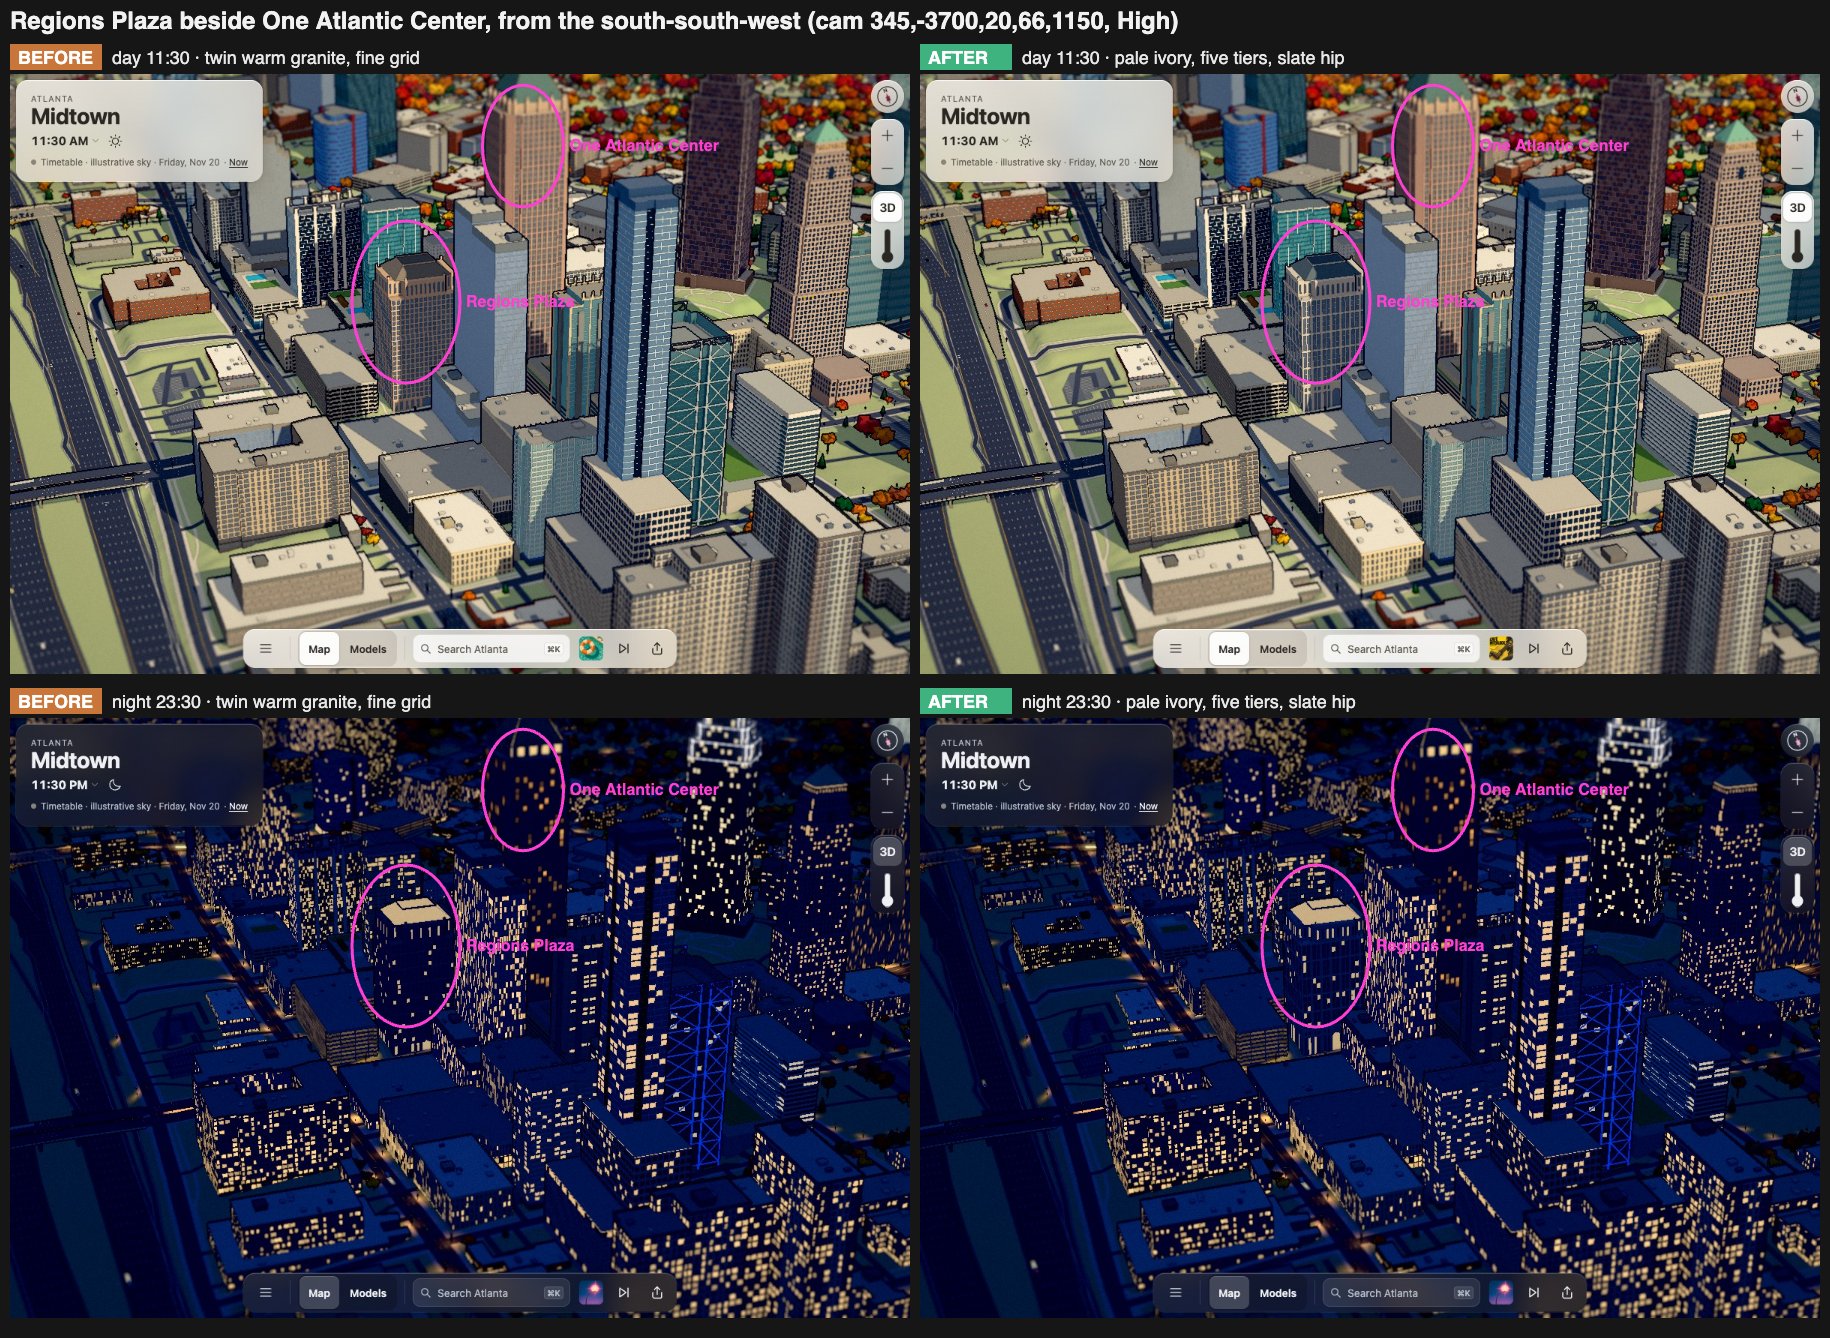 Regions Plaza beside One Atlantic Center, from the south-south-west (cam 345,-3700,20,66,1150, High)
BEFORE day 11:30 · twin warm granite, fine grid
ATLANTA
Midtown
11:30 AM
Timetable · illustrative sky · Friday, Nov 20 · Now
One Atlantic Center
Regions Plaza
3D
Map Models Search Atlanta ⌘K
AFTER day 11:30 · pale ivory, five tiers, slate hip
ATLANTA
Midtown
11:30 AM
Timetable · illustrative sky · Friday, Nov 20 · Now
One Atlantic Center
Regions Plaza
3D
Map Models Search Atlanta ⌘K
BEFORE night 23:30 · twin warm granite, fine grid
ATLANTA
Midtown
11:30 PM
Timetable · illustrative sky · Friday, Nov 20 · Now
One Atlantic Center
Regions Plaza
3D
Map Models Search Atlanta ⌘K
AFTER night 23:30 · pale ivory, five tiers, slate hip
ATLANTA
Midtown
11:30 PM
Timetable · illustrative sky · Friday, Nov 20 · Now
One Atlantic Center
Regions Plaza
3D
Map Models Search Atlanta ⌘K